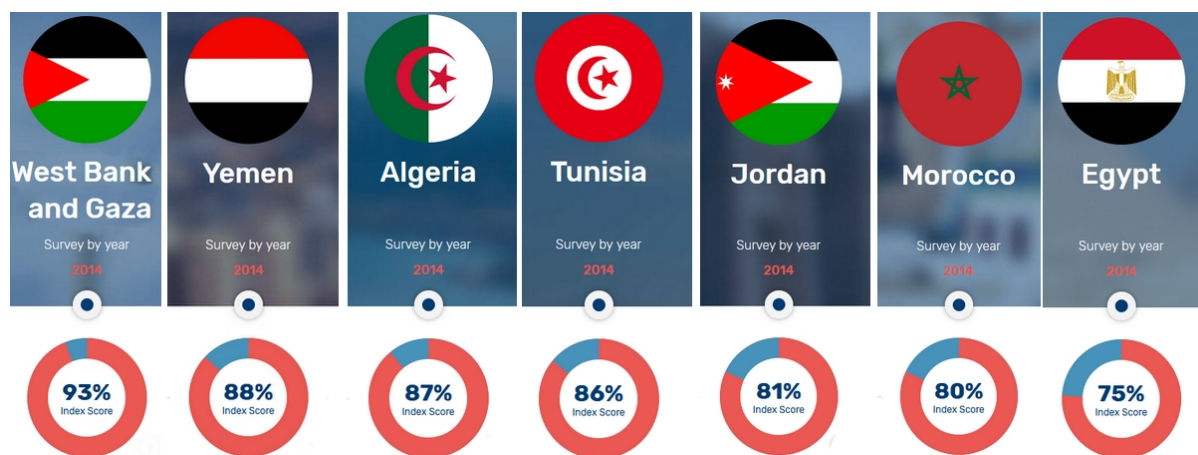 West Bank
and Gaza
Survey by year
2014
93%
Index Score
Yemen
Survey by year
2014
88%
Index Score
Algeria
Survey by year
2014
87%
Index Score
Tunisia
Survey by year
2014
86%
Index Score
Jordan
Survey by year
2014
81%
Index Score
Morocco
Survey by year
2014
80%
Index Score
Egypt
Survey by year
2014
75%
Index Score